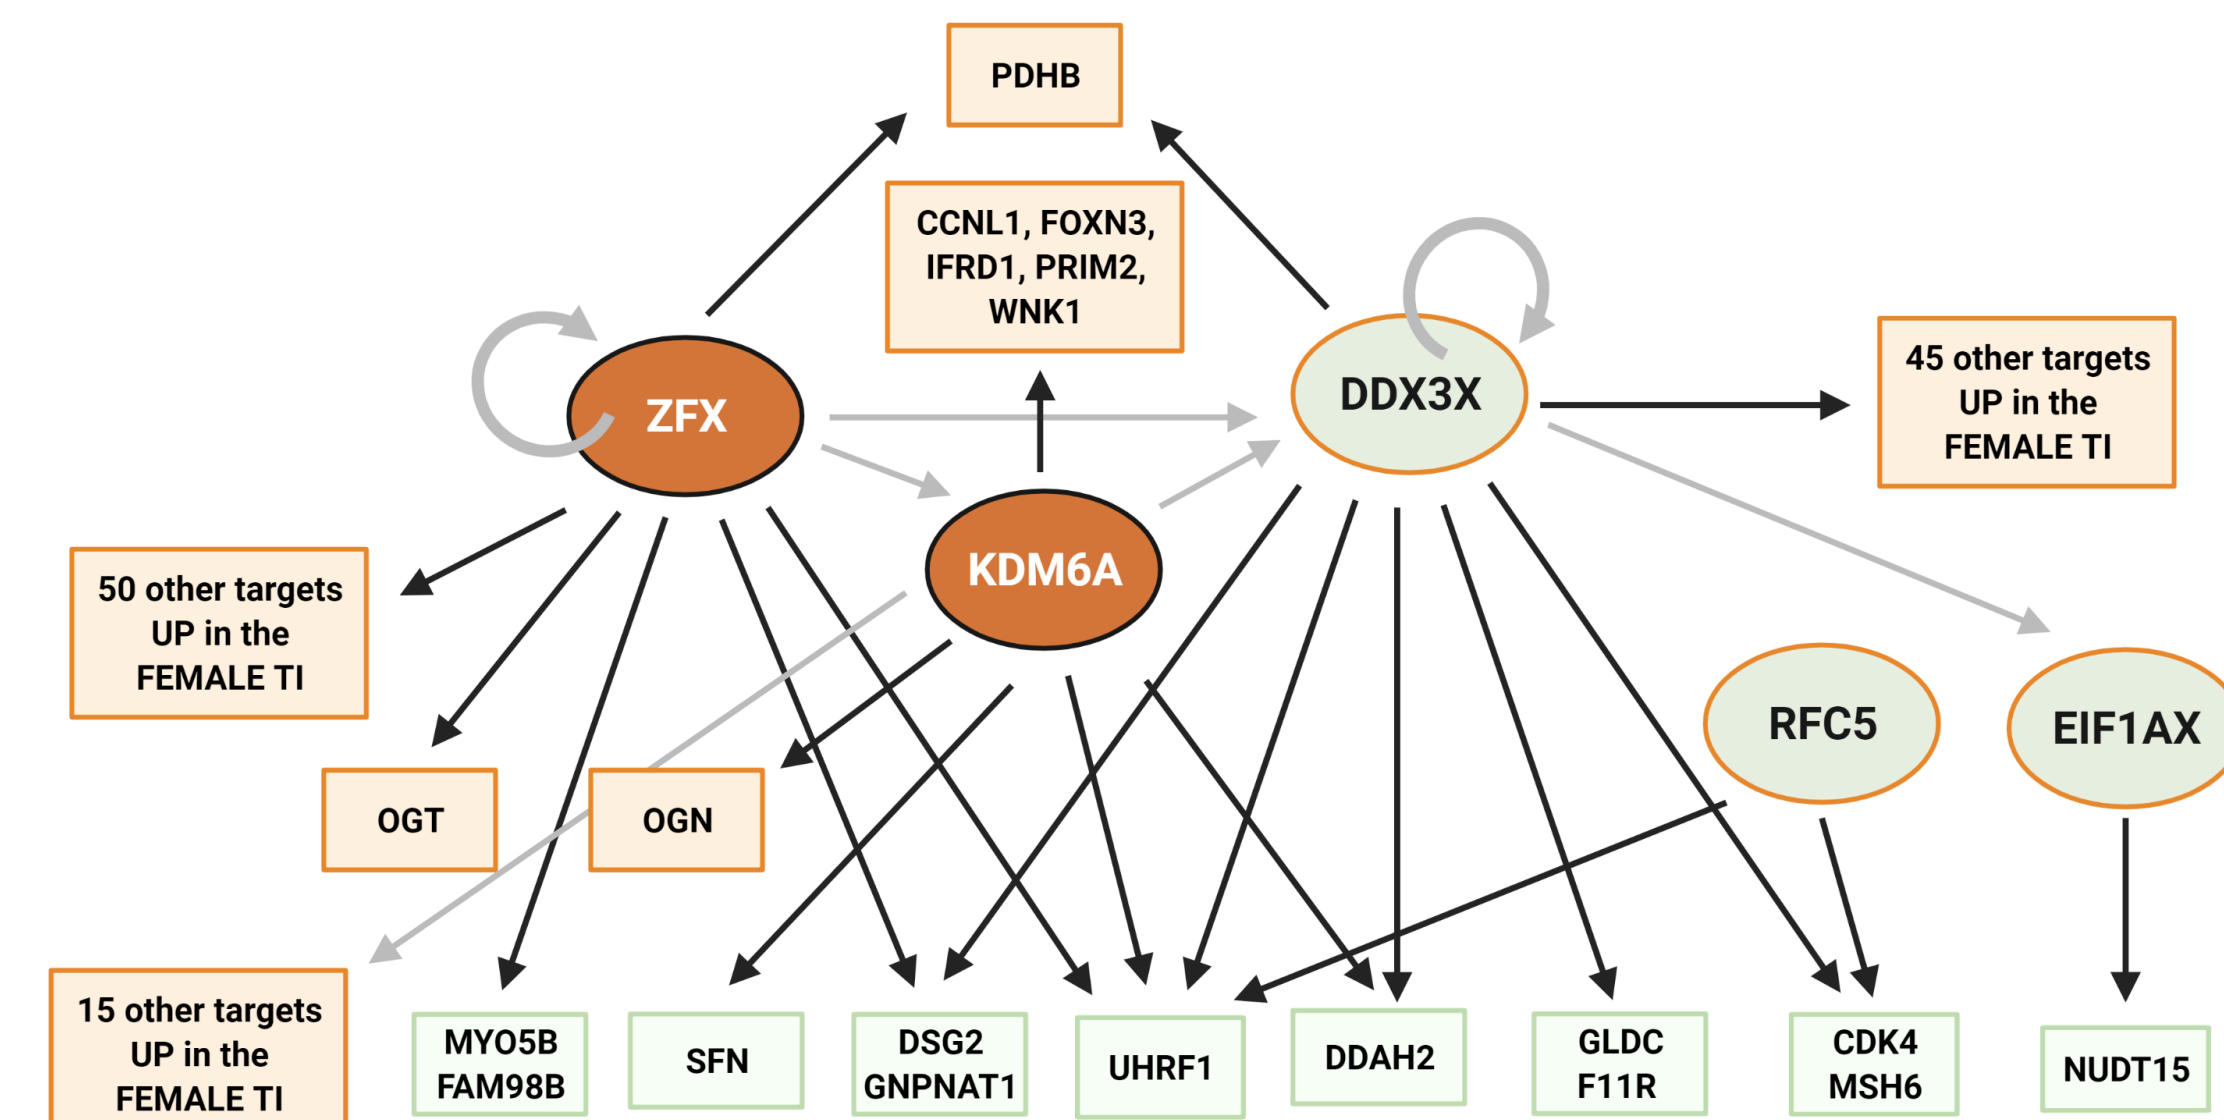 PDHB
CCNL1, FOXN3,
IFRD1, PRIM2,
WNK1
ZFX
DDX3X
45 other targets
UP in the
FEMALE TI
KDM6A
50 other targets
UP in the
FEMALE TI
RFC5
EIF1AX
OGT
OGN
15 other targets
UP in the
FEMALE TI
MYO5B
FAM98B
SFN
DSG2
GNPNAT1
UHRF1
DDAH2
GLDC
F11R
CDK4
MSH6
NUDT15